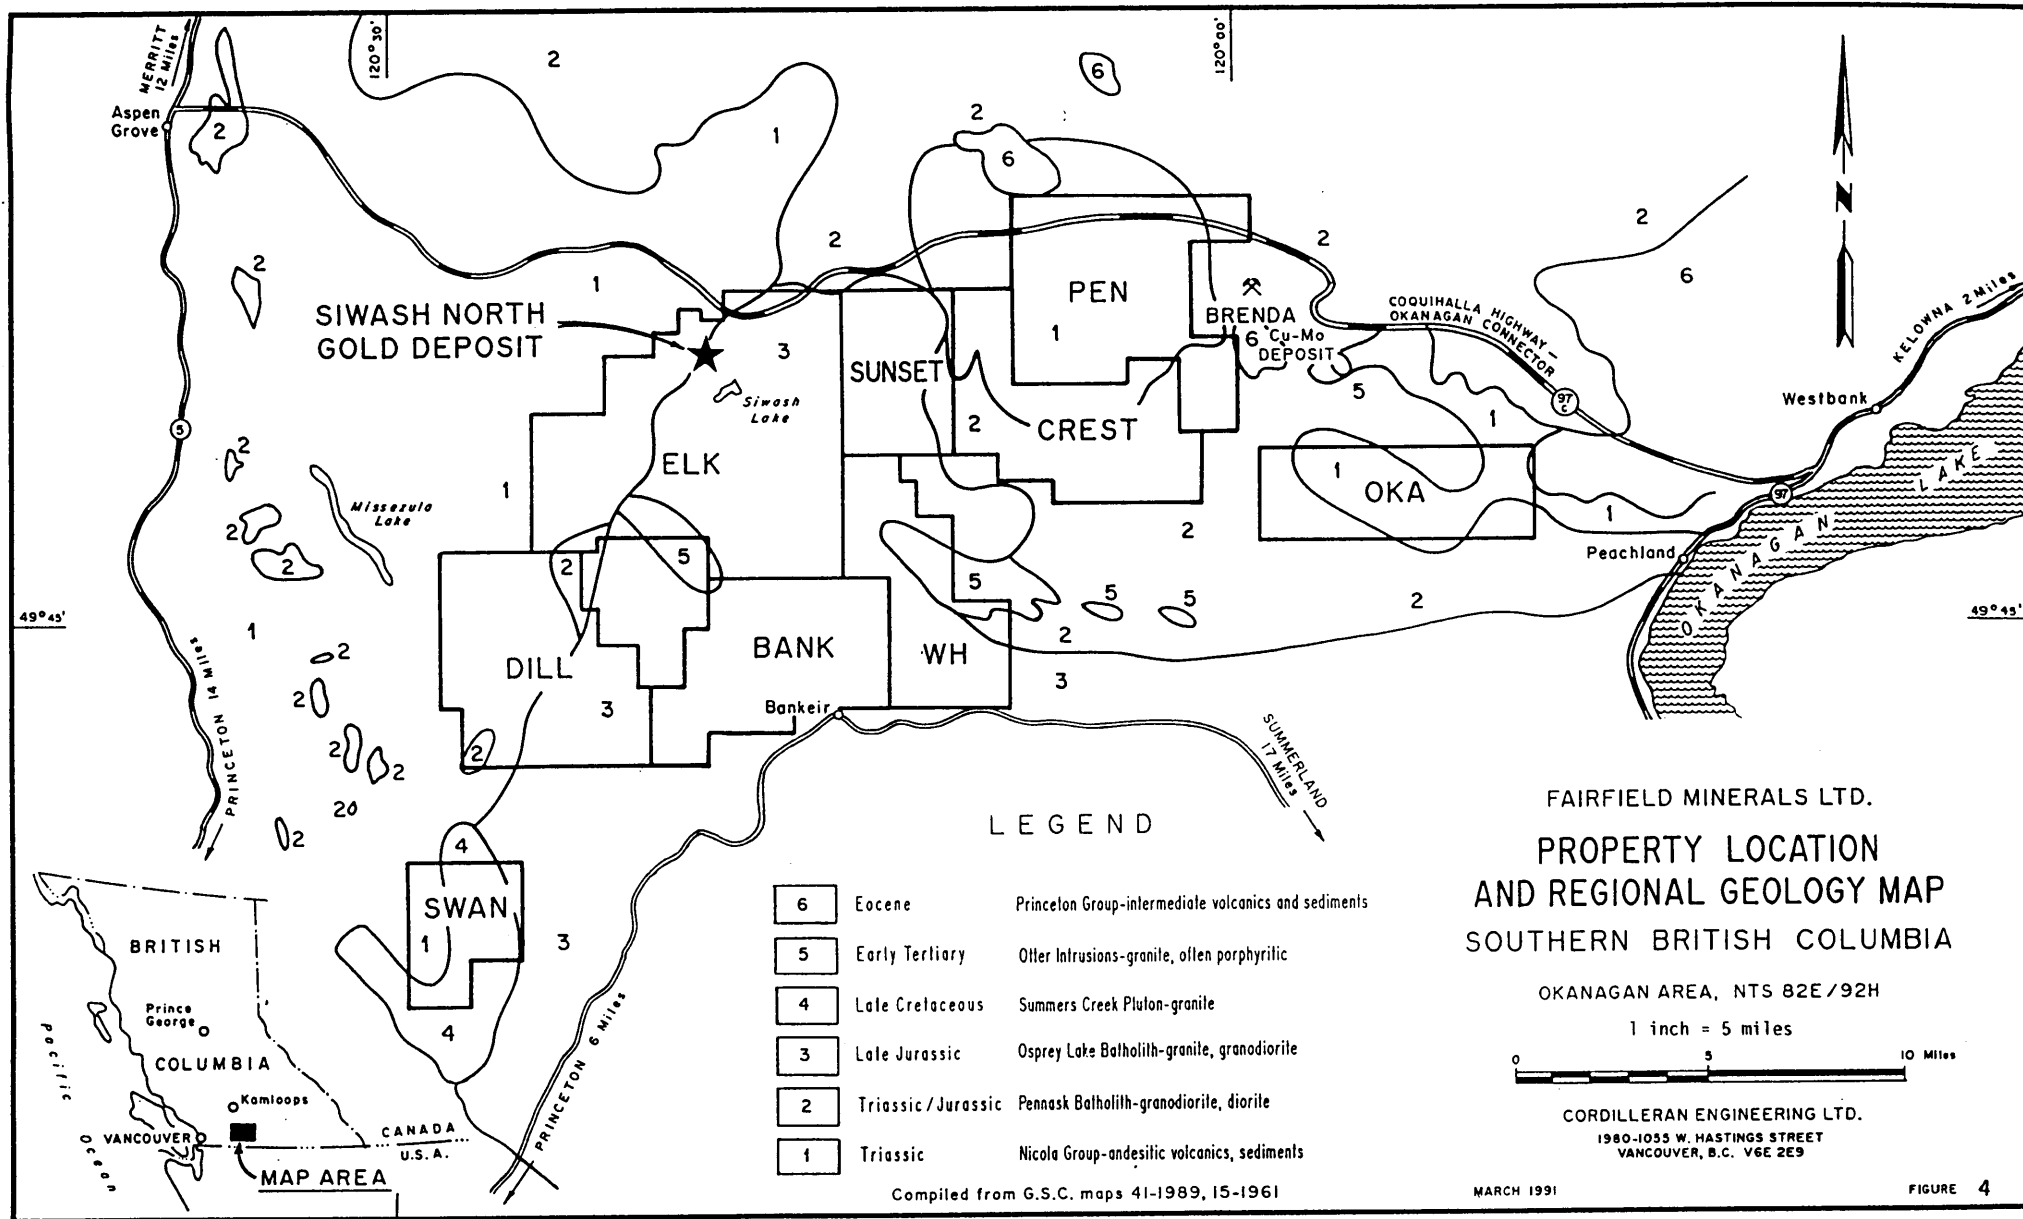 MERRITT
12 Miles
120°30'
120°00'
2
6
Aspen
Grove
2
1
2
6
2
2
2
2
6
1
SIWASH NORTH
GOLD DEPOSIT
3
Siwash
Lake
SUNSET
PEN
1
BRENDA
6
Cu-Mo
DEPOSIT
COQUIHALLA HIGHWAY —
OKANAGAN CONNECTOR
KELOWNA 2 Miles
5
97
C
Westbank
5
2
CREST
1
ELK
2
1
1
OKA
Missezula
Lake
2
2
2
5
2
1
97
OKANAGAN LAKE
Peachland
5
5
5
2
49°45'
49°45'
1
2
2
DILL
BANK
WH
3
2
3
Bankeir
2
2
2
2
20
2
PRINCETON 14 Miles
SUMMERLAND
17 Miles
4
SWAN
1
3
4
PRINCETON 6 Miles
BRITISH
Prince
George
COLUMBIA
Kamloops
VANCOUVER
CANADA
U.S.A.
MAP AREA
Pacific Ocean
LEGEND
6 Eocene Princeton Group-intermediate volcanics and sediments
5 Early Tertiary Otter Intrusions-granite, often porphyritic
4 Late Cretaceous Summers Creek Pluton-granite
3 Late Jurassic Osprey Lake Batholith-granite, granodiorite
2 Triassic/Jurassic Pennask Batholith-granodiorite, diorite
1 Triassic Nicola Group-andesitic volcanics, sediments
Compiled from G.S.C. maps 41-1989, 15-1961
FAIRFIELD MINERALS LTD.
PROPERTY LOCATION
AND REGIONAL GEOLOGY MAP
SOUTHERN BRITISH COLUMBIA
OKANAGAN AREA, NTS 82E/92H
1 inch = 5 miles
0 5 10 Miles
CORDILLERAN ENGINEERING LTD.
1980-1055 W. HASTINGS STREET
VANCOUVER, B.C. V6E 2E9
MARCH 1991
FIGURE 4
N